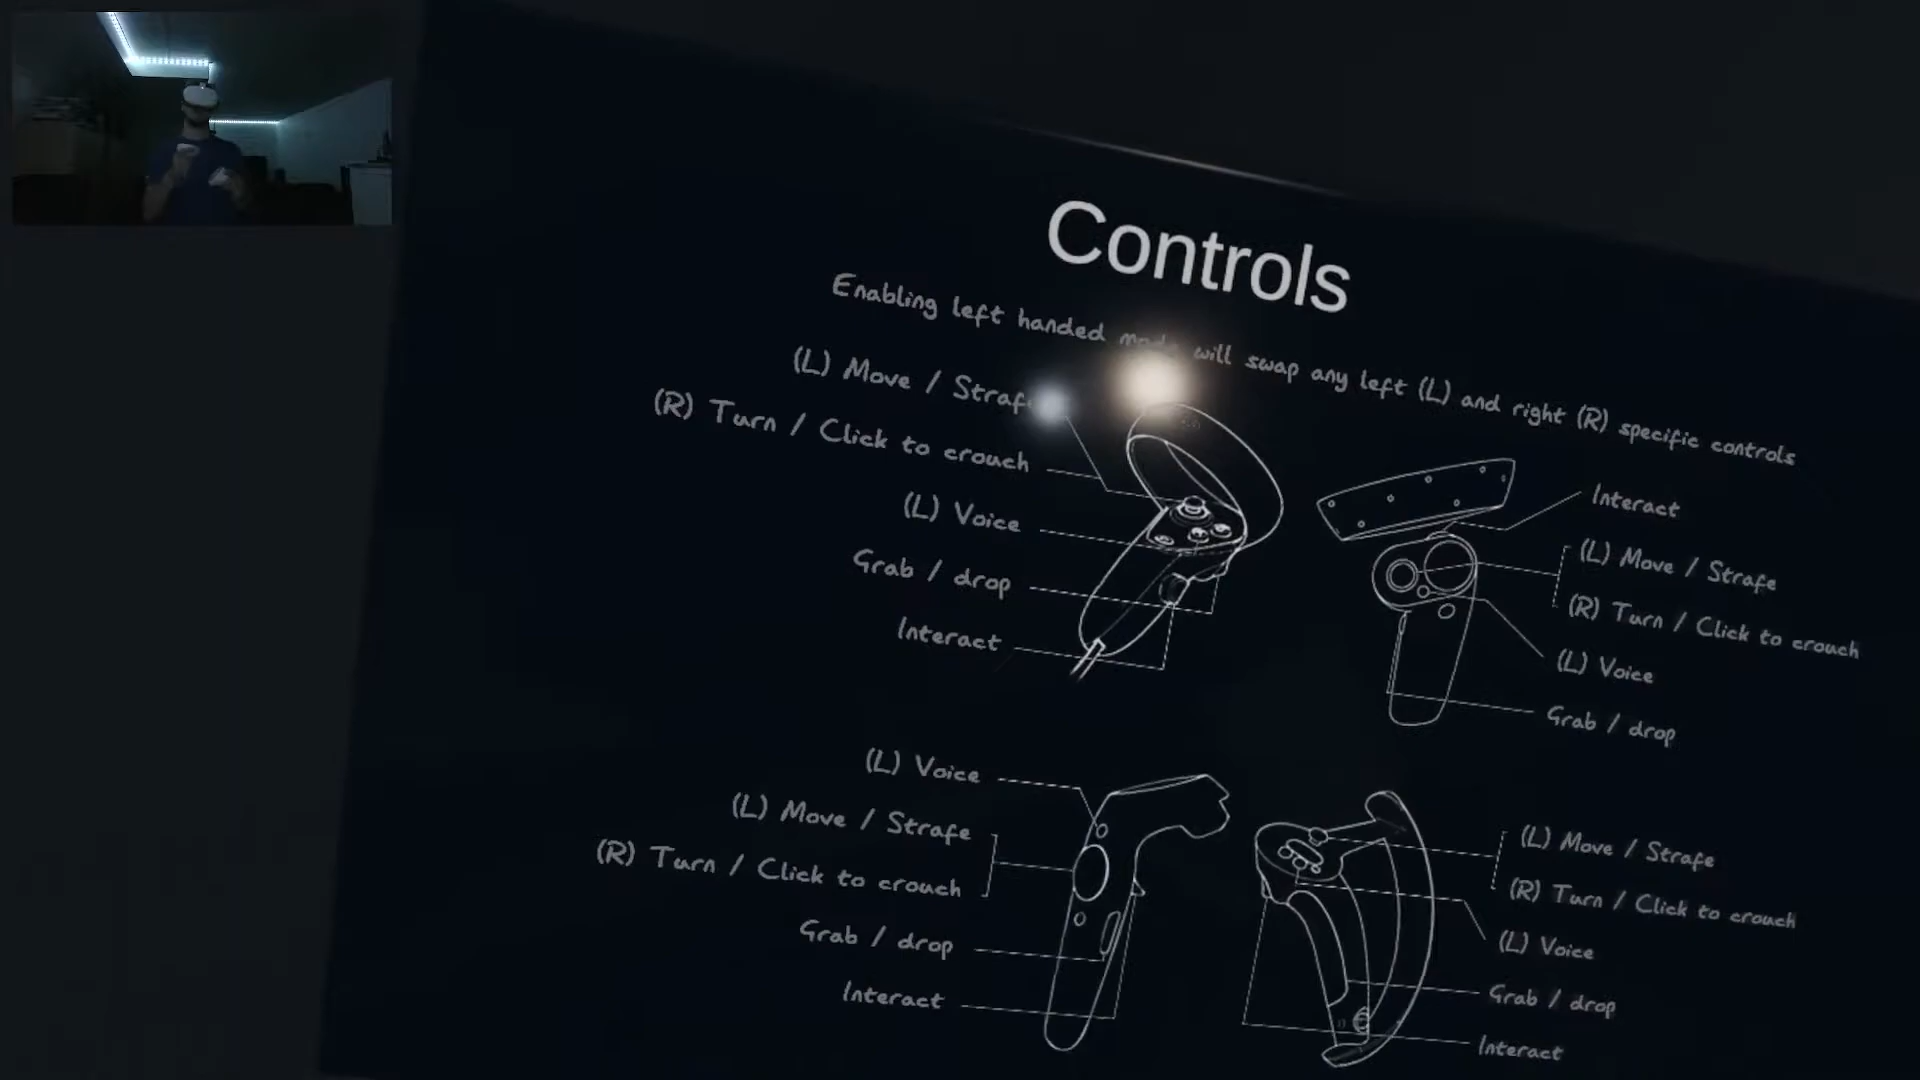 Controls
Enabling left handed mode will swap any left (L) and right (R) specific controls
(L) Move / Strafe
(R) Turn / Click to crouch
(L) Voice
Grab / drop
Interact
Interact
(L) Move / Strafe
(R) Turn / Click to crouch
(L) Voice
Grab / drop
(L) Voice
(L) Move / Strafe
(R) Turn / Click to crouch
Grab / drop
Interact
(L) Move / Strafe
(R) Turn / Click to crouch
(L) Voice
Grab / drop
Interact